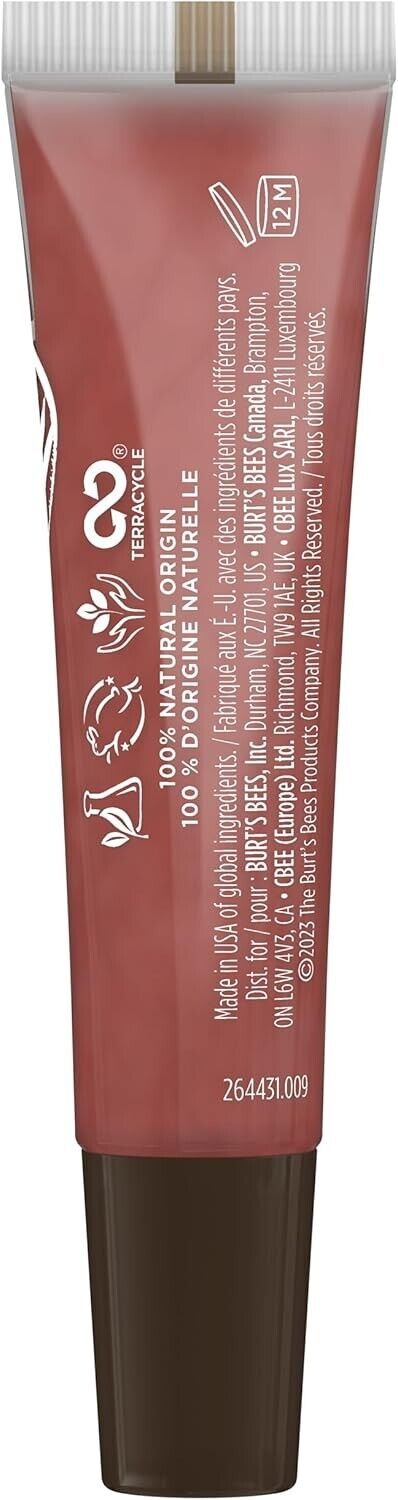 12 M
TERRACYCLE®
100% NATURAL ORIGIN
100 % D'ORIGINE NATURELLE
Made in USA of global ingredients. / Fabriqué aux É.-U. avec des ingrédients de différents pays.
Dist. for / pour : BURT'S BEES, Inc. Durham, NC 27701, US • BURT'S BEES Canada, Brampton,
ON L6W 4V3, CA • CBEE (Europe) Ltd. Richmond, TW9 1AE, UK • CBEE Lux SARL, L-2411 Luxembourg
©2023 The Burt's Bees Products Company. All Rights Reserved. / Tous droits réservés.
264431.009